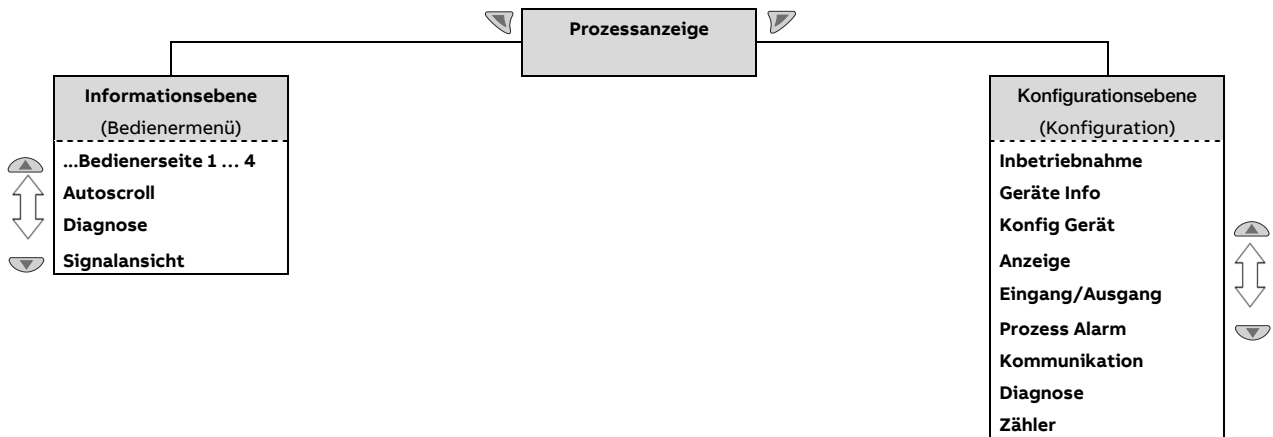 Prozessanzeige
Informationsebene
(Bedienermenü)
...Bedienerseite 1 … 4
Autoscroll
Diagnose
Signalansicht
Konfigurationsebene
(Konfiguration)
Inbetriebnahme
Geräte Info
Konfig Gerät
Anzeige
Eingang/Ausgang
Prozess Alarm
Kommunikation
Diagnose
Zähler